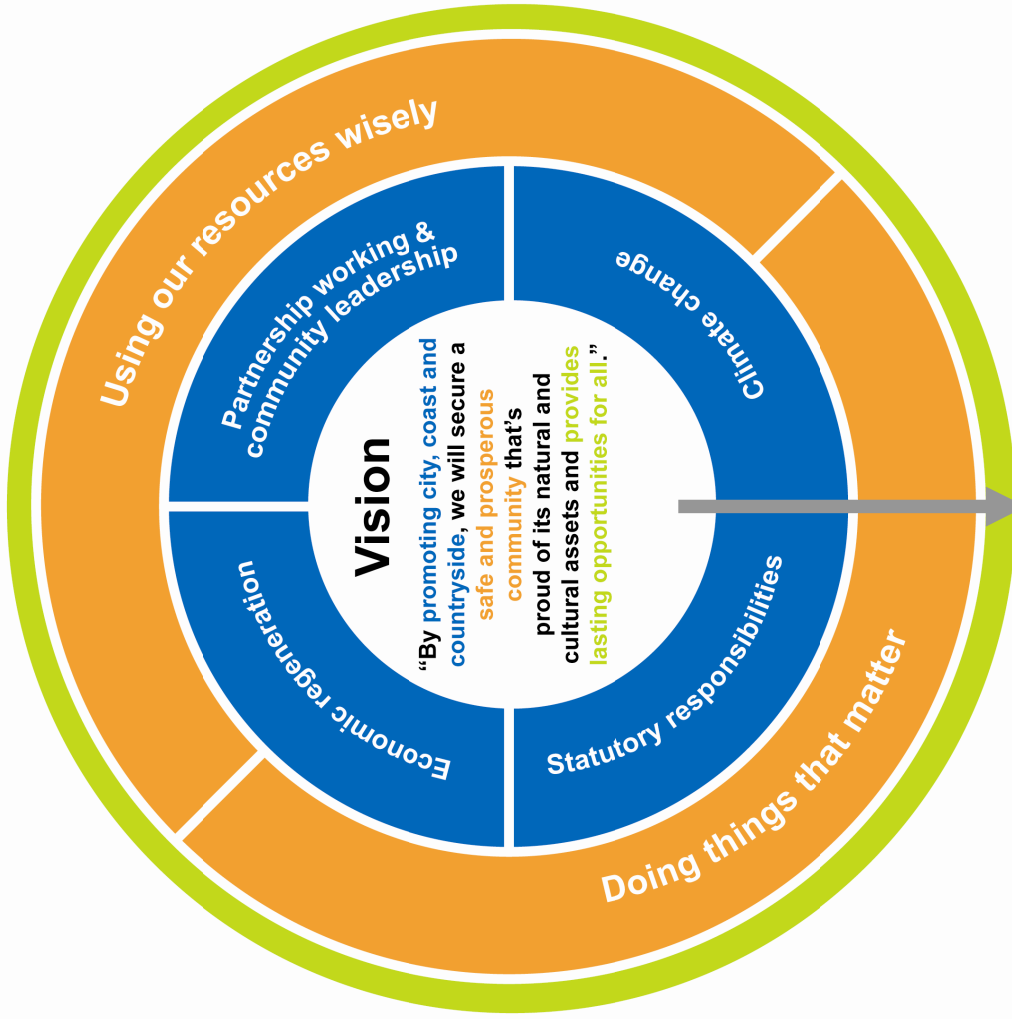 Vision
“By promoting city, coast and
countryside, we will secure a
safe and prosperous
community that’s
proud of its natural and
cultural assets and provides
lasting opportunities for all.”
Economic regeneration
Partnership working &
community leadership
Climate change
Statutory responsibilities
Using our resources wisely
Doing things that matter